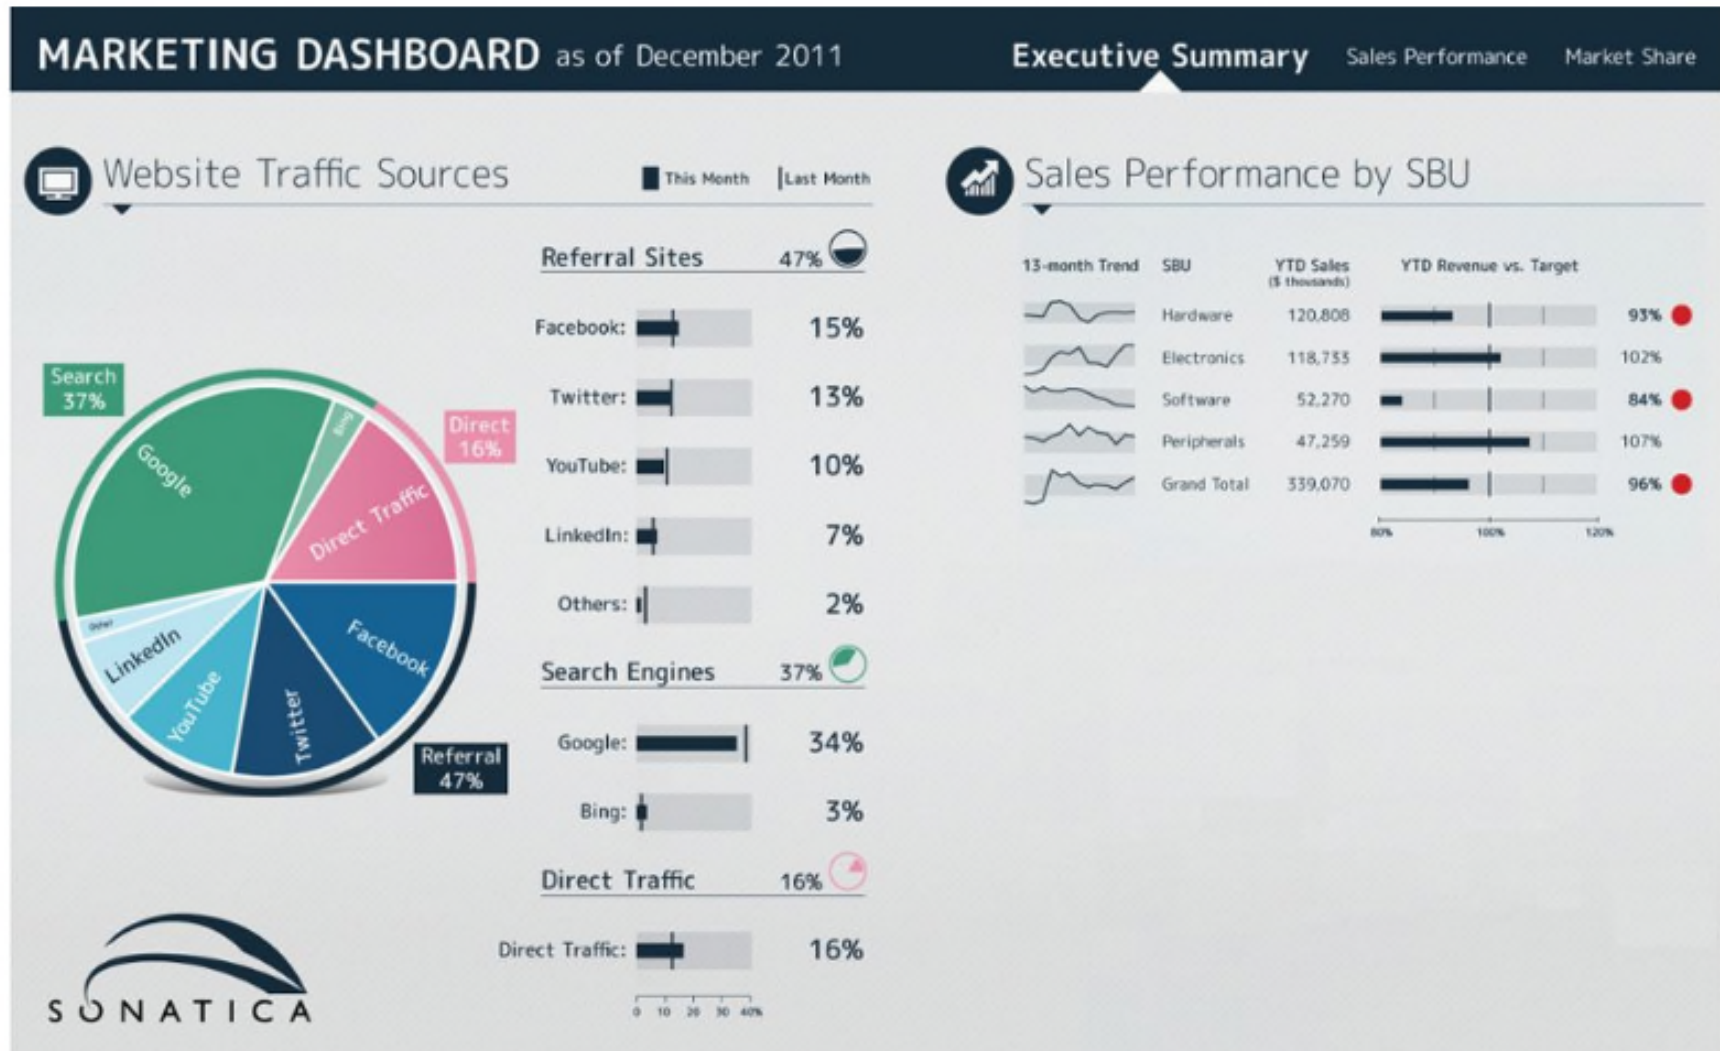 MARKETING DASHBOARD as of December 2011
Executive Summary
Sales Performance
Market Share
Website Traffic Sources
This Month
Last Month
Search
37%
Direct
16%
Google
Bing
Direct Traffic
Facebook
Twitter
YouTube
LinkedIn
Other
Referral
47%
Referral Sites 47%
Facebook: 15%
Twitter: 13%
YouTube: 10%
LinkedIn: 7%
Others: 2%
Search Engines 37%
Google: 34%
Bing: 3%
Direct Traffic 16%
Direct Traffic: 16%
0 10 20 30 40%
SONATICA
Sales Performance by SBU
13-month Trend SBU YTD Sales YTD Revenue vs. Target
($ thousands)
Hardware 120,808 93%
Electronics 118,733 102%
Software 52,270 84%
Peripherals 47,259 107%
Grand Total 339,070 96%
80% 100% 120%